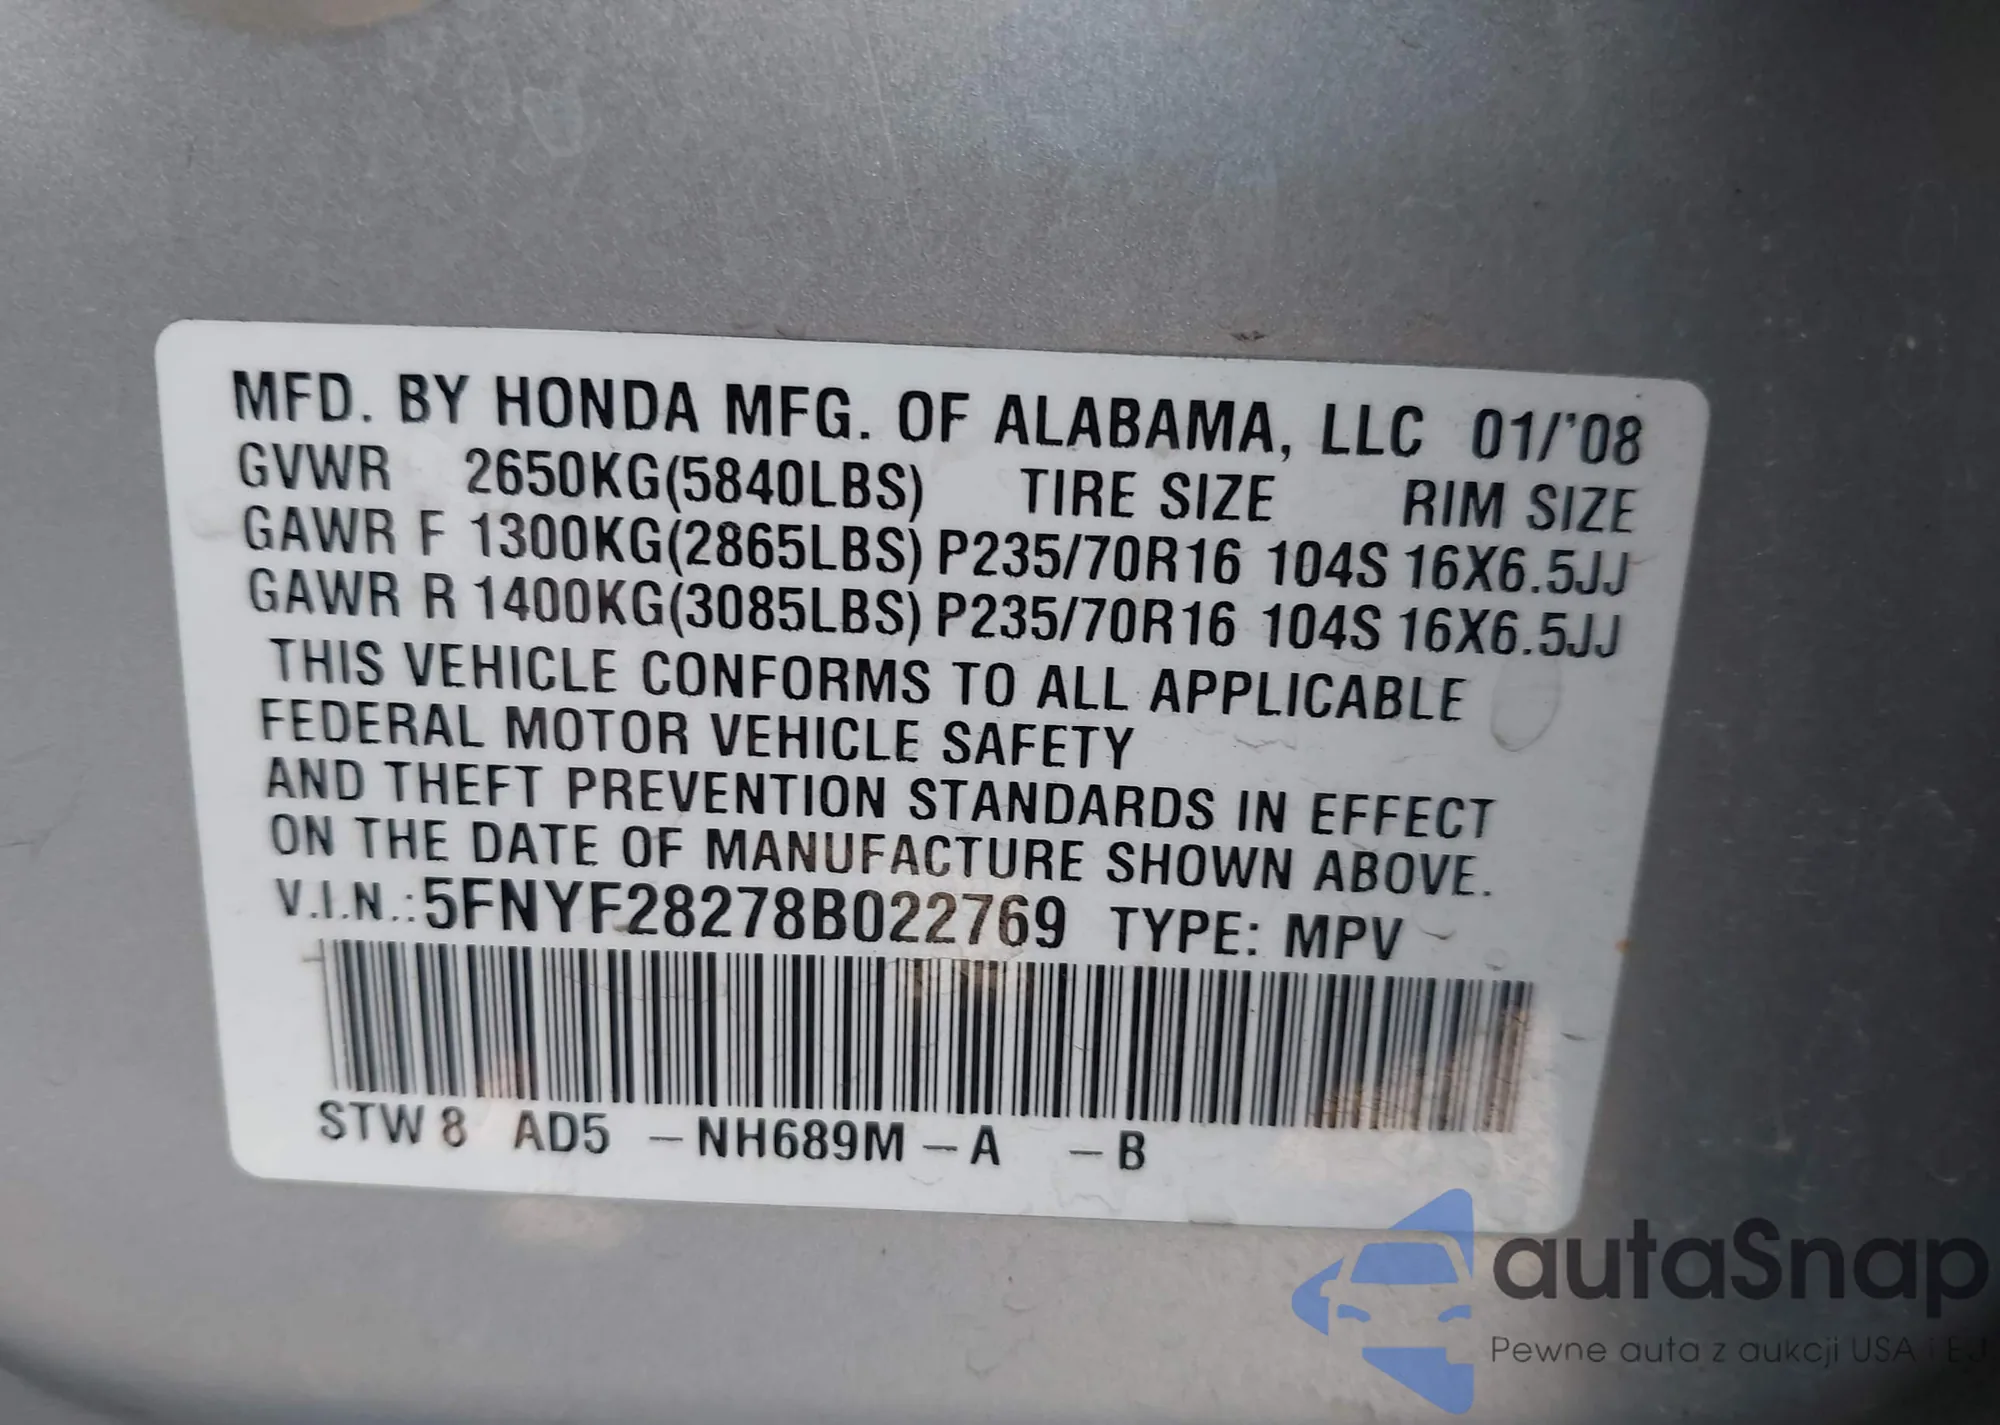 MFD. BY HONDA MFG. OF ALABAMA, LLC 01/'08
GVWR 2650KG(5840LBS) TIRE SIZE RIM SIZE
GAWR F 1300KG(2865LBS) P235/70R16 104S 16X6.5JJ
GAWR R 1400KG(3085LBS) P235/70R16 104S 16X6.5JJ
THIS VEHICLE CONFORMS TO ALL APPLICABLE
FEDERAL MOTOR VEHICLE SAFETY
AND THEFT PREVENTION STANDARDS IN EFFECT
ON THE DATE OF MANUFACTURE SHOWN ABOVE.
V.I.N.: 5FNYF28278B022769 TYPE: MPV
STW 8 AD5 – NH689M – A – B
autaSnap
Pewne auta z aukcji USA i EU